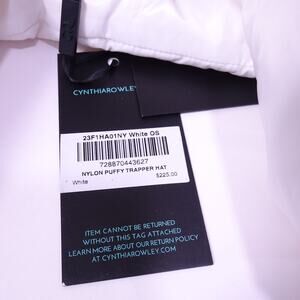 CYNTHIAROWLEY
23F1HA01NY White OS
728870443627
NYLON PUFFY TRAPPER HAT
White
$225.00
ITEM CANNOT BE RETURNED
WITHOUT THIS TAG ATTACHED
LEARN MORE ABOUT OUR RETURN POLICY
AT CYNTHIAROWLEY.COM